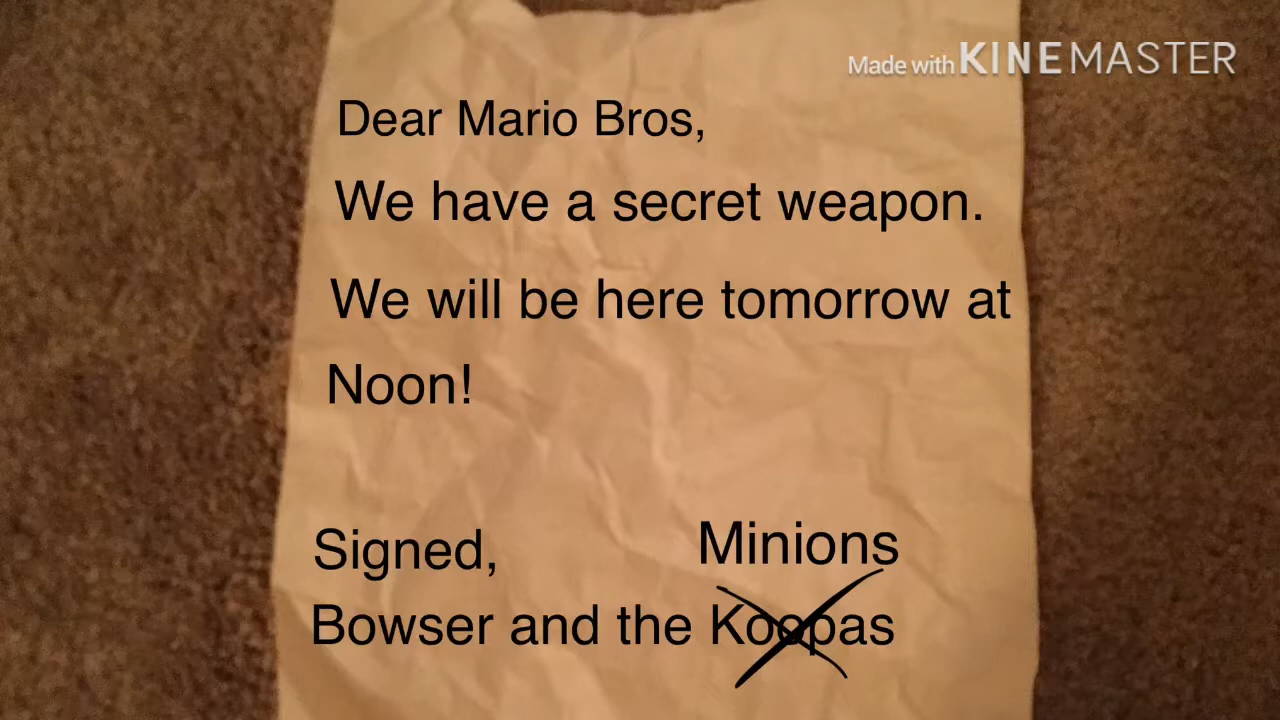 Made with KINEMASTER
Dear Mario Bros,
We have a secret weapon.
We will be here tomorrow at
Noon!
Signed,
Minions
Bowser and the Koopas